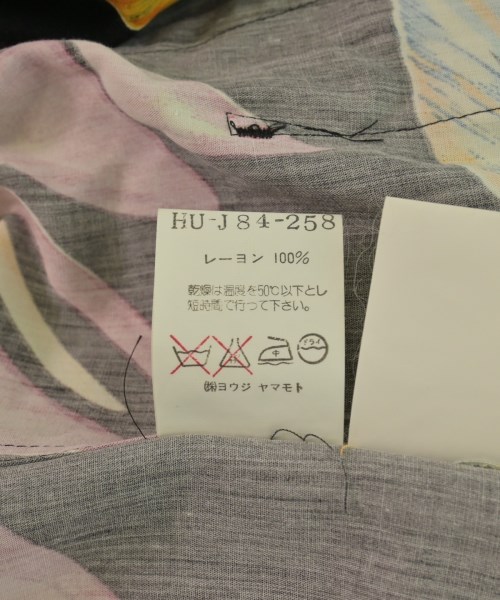 HU-J 84-258
レーヨン 100%
乾燥は温度を50℃以下とし
短時間で行って下さい。
中
ドライ
㈱ヨウジ ヤマモト